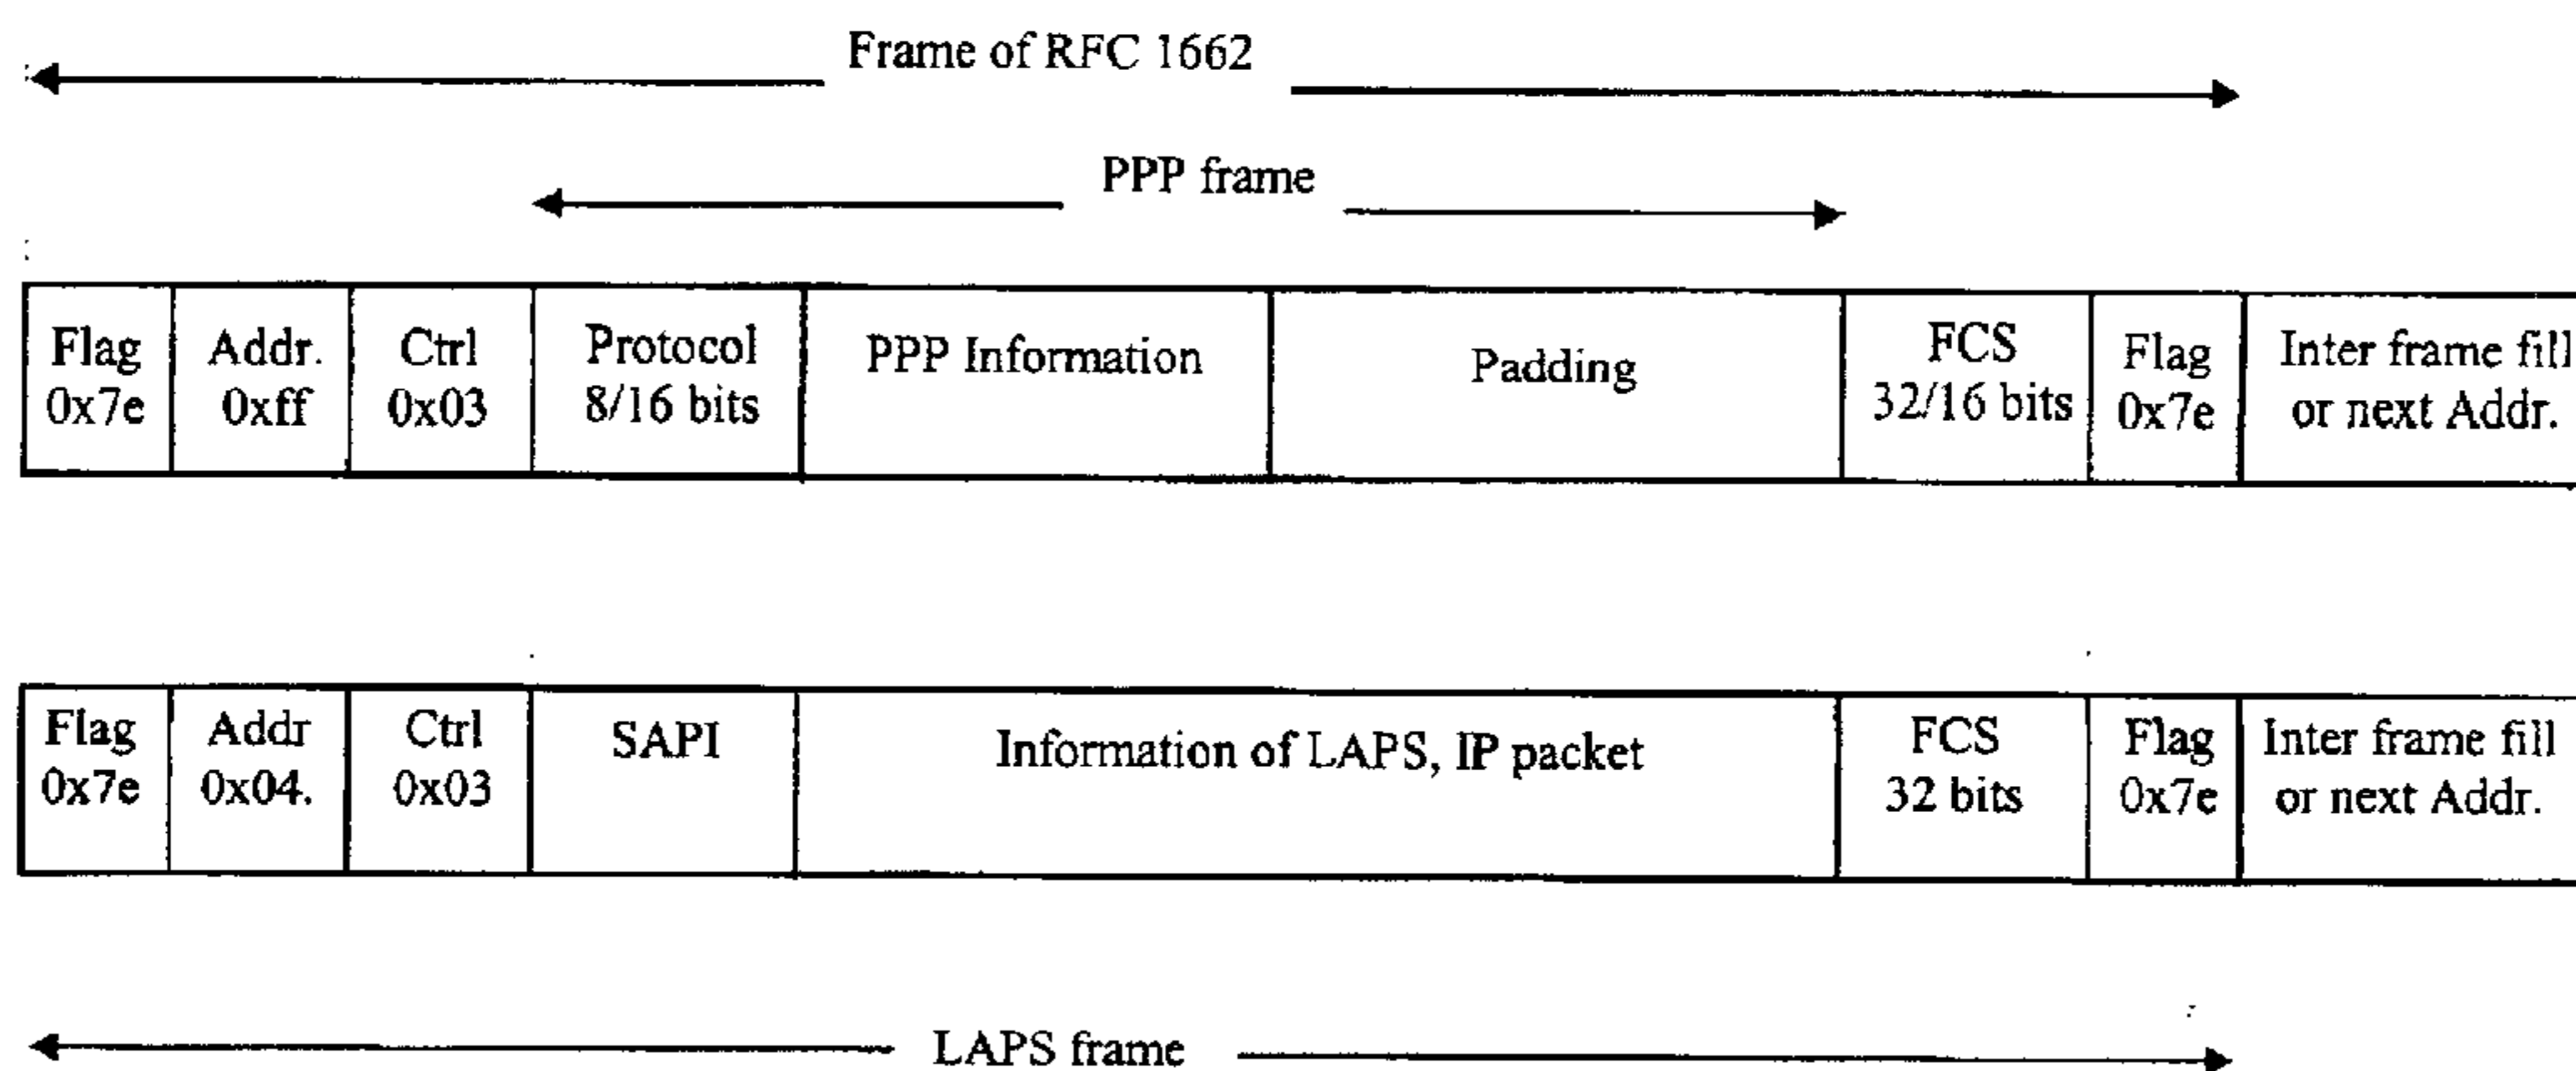 Frame of RFC 1662
PPP frame
Flag
0x7e
Addr.
0xff
Ctrl
0x03
Protocol
8/16 bits
PPP Information
Padding
FCS
32/16 bits
Flag
0x7e
Inter frame fill
or next Addr.
Flag
0x7e
Addr
0x04.
Ctrl
0x03
SAPI
Information of LAPS, IP packet
FCS
32 bits
Flag
0x7e
Inter frame fill
or next Addr.
LAPS frame